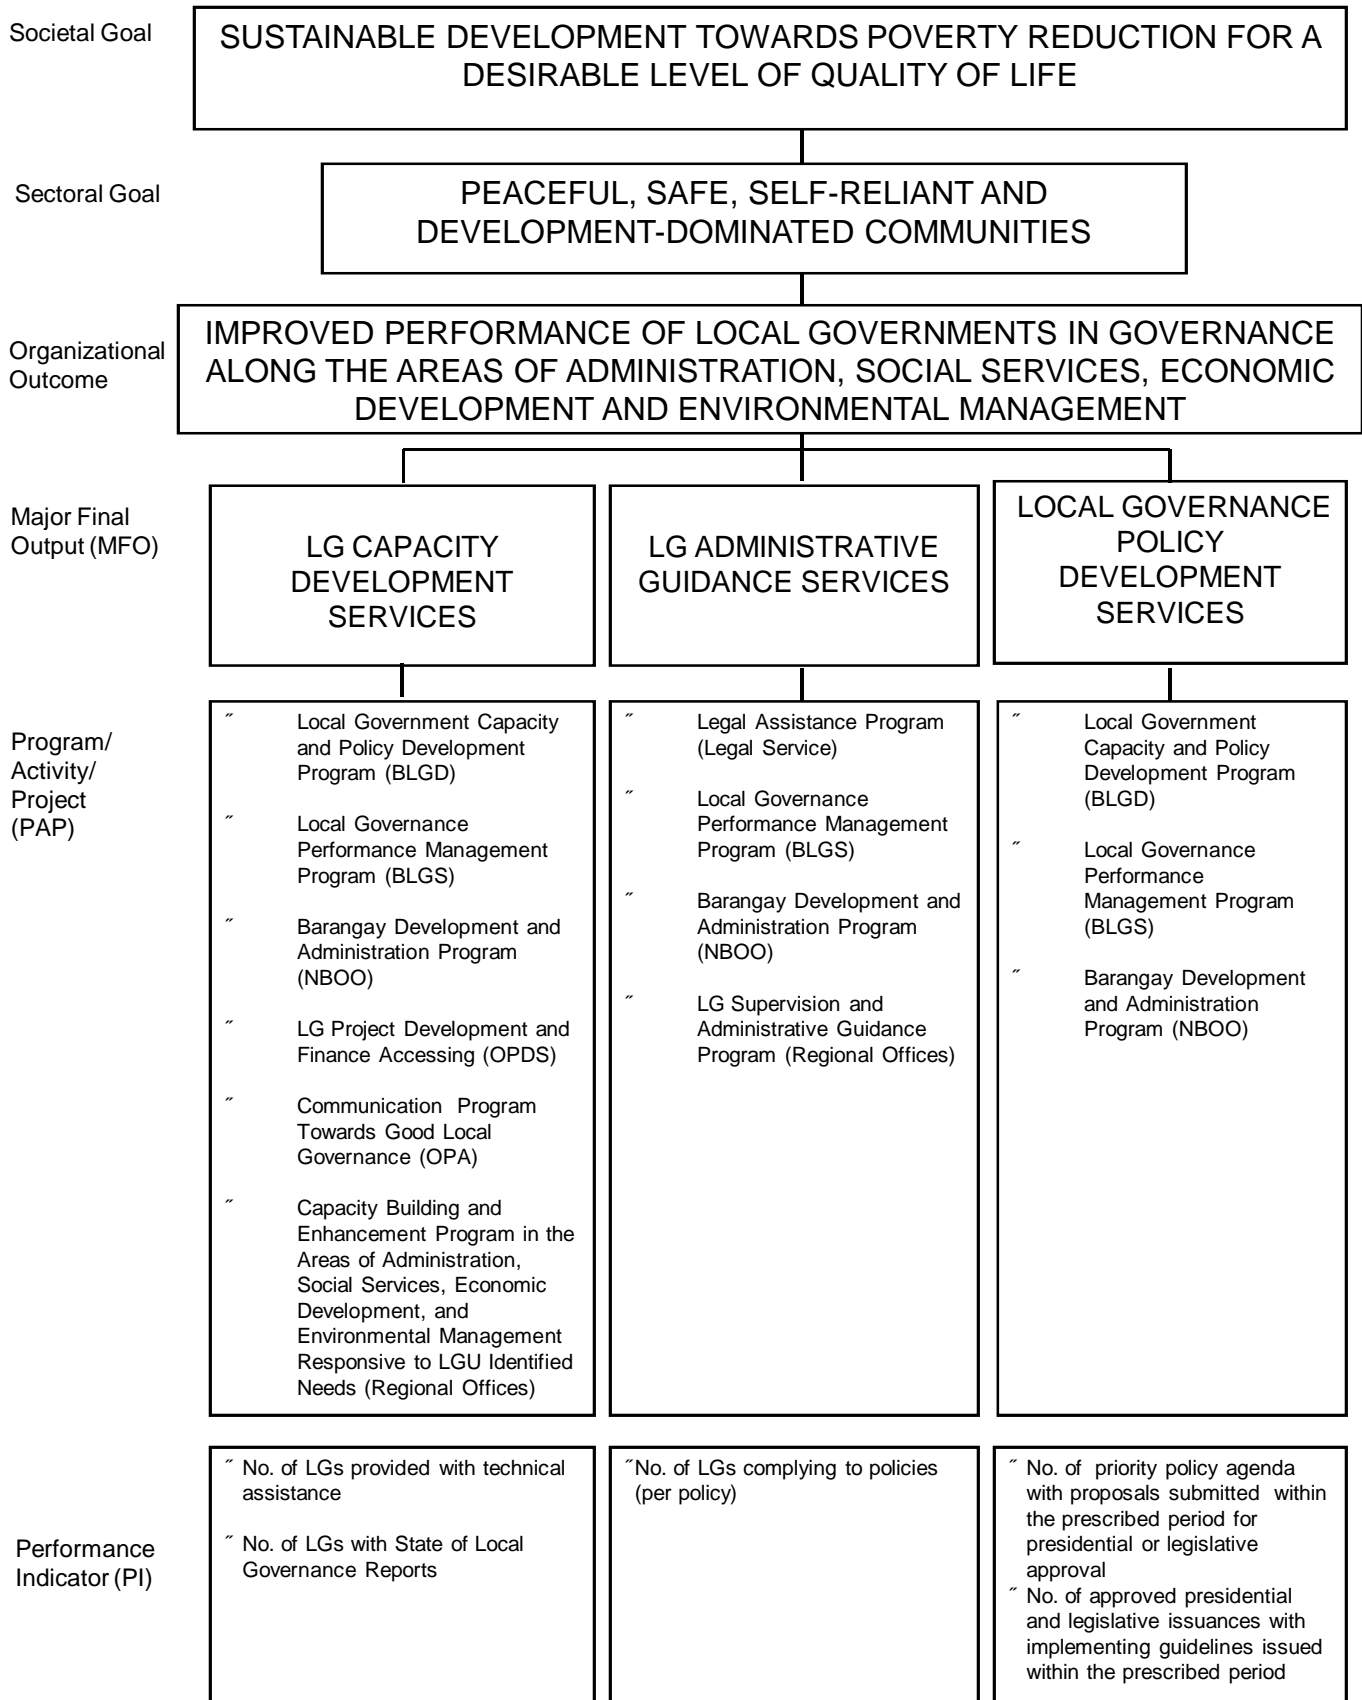 Societal Goal
SUSTAINABLE DEVELOPMENT TOWARDS POVERTY REDUCTION FOR A
DESIRABLE LEVEL OF QUALITY OF LIFE
Sectoral Goal
PEACEFUL, SAFE, SELF-RELIANT AND
DEVELOPMENT-DOMINATED COMMUNITIES
Organizational
Outcome
IMPROVED PERFORMANCE OF LOCAL GOVERNMENTS IN GOVERNANCE
ALONG THE AREAS OF ADMINISTRATION, SOCIAL SERVICES, ECONOMIC
DEVELOPMENT AND ENVIRONMENTAL MANAGEMENT
Major Final
Output (MFO)
LG CAPACITY
DEVELOPMENT
SERVICES
LG ADMINISTRATIVE
GUIDANCE SERVICES
LOCAL GOVERNANCE
POLICY
DEVELOPMENT
SERVICES
Program/
Activity/
Project
(PAP)
˝ Local Government Capacity
and Policy Development
Program (BLGD)
˝ Local Governance
Performance Management
Program (BLGS)
˝ Barangay Development and
Administration Program
(NBOO)
˝ LG Project Development and
Finance Accessing (OPDS)
˝ Communication Program
Towards Good Local
Governance (OPA)
˝ Capacity Building and
Enhancement Program in the
Areas of Administration,
Social Services, Economic
Development, and
Environmental Management
Responsive to LGU Identified
Needs (Regional Offices)
˝ Legal Assistance Program
(Legal Service)
˝ Local Governance
Performance Management
Program (BLGS)
˝ Barangay Development and
Administration Program
(NBOO)
˝ LG Supervision and
Administrative Guidance
Program (Regional Offices)
˝ Local Government
Capacity and Policy
Development Program
(BLGD)
˝ Local Governance
Performance
Management Program
(BLGS)
˝ Barangay Development
and Administration
Program (NBOO)
Performance
Indicator (PI)
˝ No. of LGs provided with technical
assistance
˝ No. of LGs with State of Local
Governance Reports
˝No. of LGs complying to policies
(per policy)
˝ No. of priority policy agenda
with proposals submitted within
the prescribed period for
presidential or legislative
approval
˝ No. of approved presidential
and legislative issuances with
implementing guidelines issued
within the prescribed period